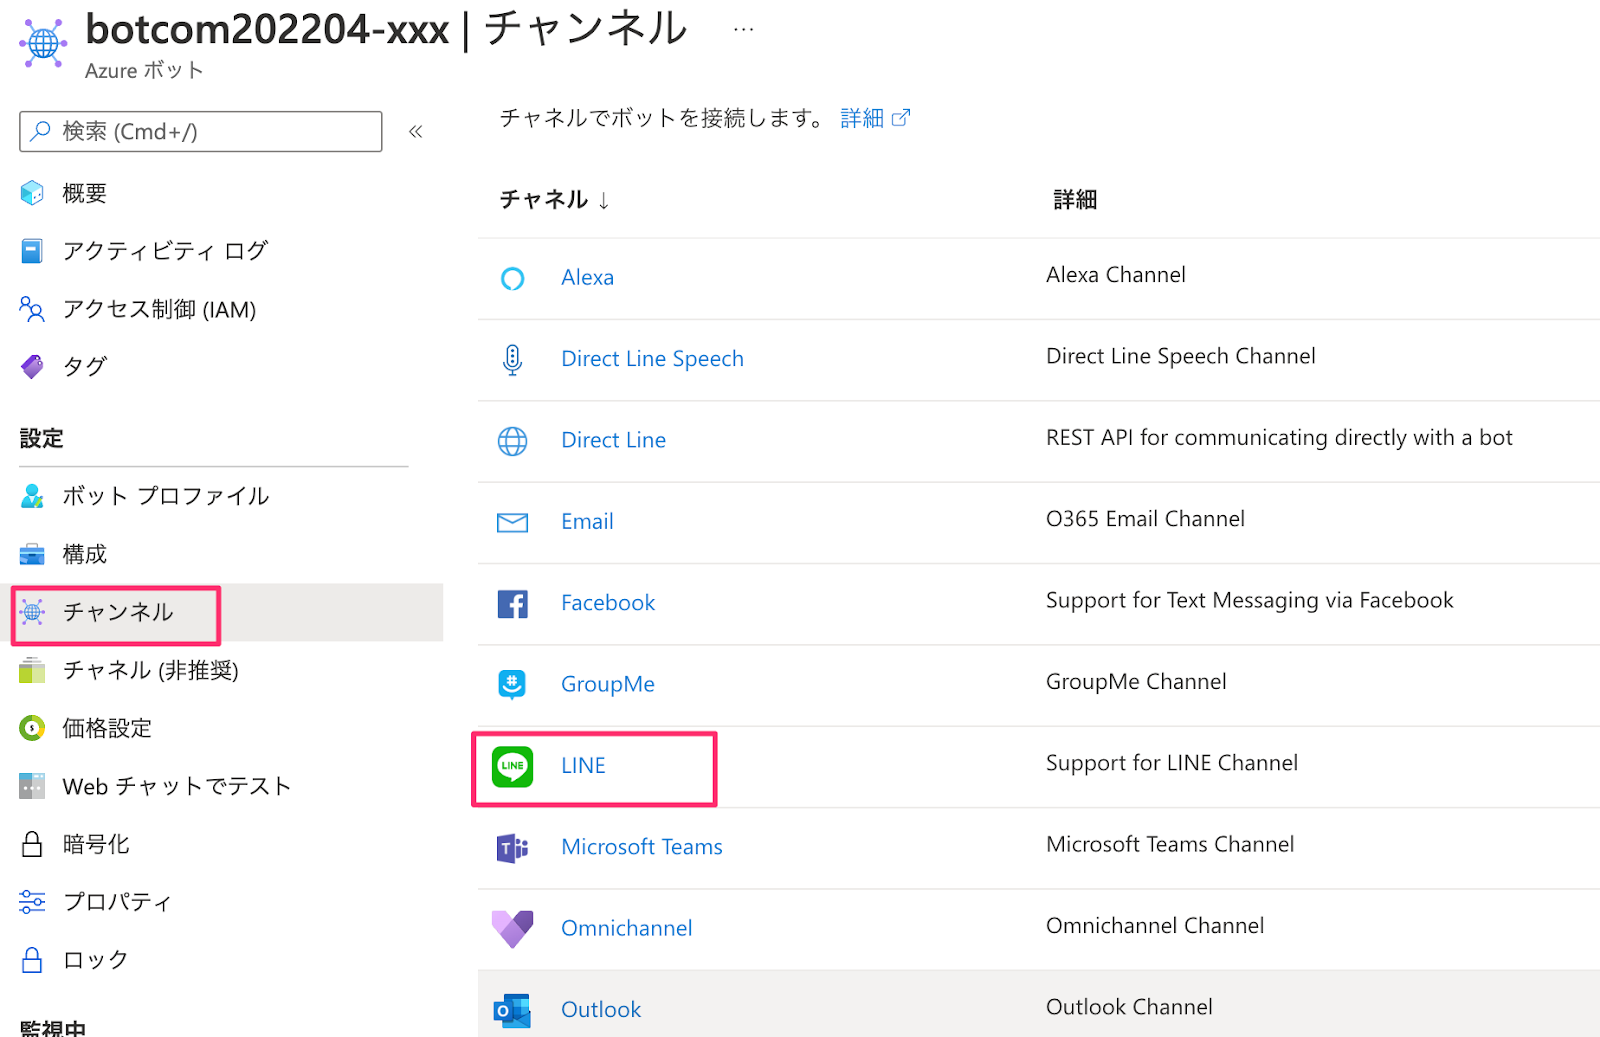 botcom202204-xxx | チャンネル ...
Azure ボット
検索 (Cmd+/)
«
概要
アクティビティ ログ
アクセス制御 (IAM)
タグ
設定
ボット プロファイル
構成
チャンネル
チャネル (非推奨)
価格設定
Web チャットでテスト
暗号化
プロパティ
ロック
監視中
チャネルでボットを接続します。 詳細
チャネル ↓ 詳細
Alexa Alexa Channel
Direct Line Speech Direct Line Speech Channel
Direct Line REST API for communicating directly with a bot
Email O365 Email Channel
Facebook Support for Text Messaging via Facebook
GroupMe GroupMe Channel
LINE LINE Support for LINE Channel
Microsoft Teams Microsoft Teams Channel
Omnichannel Omnichannel Channel
Outlook Outlook Channel